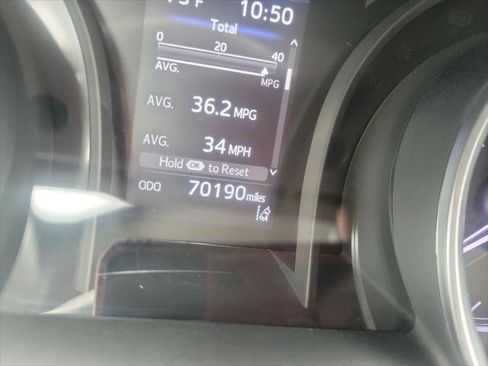 10:50
Total
0 20 40
AVG. MPG
AVG. 36.2 MPG
AVG. 34 MPH
Hold OK to Reset
ODO 70190 miles